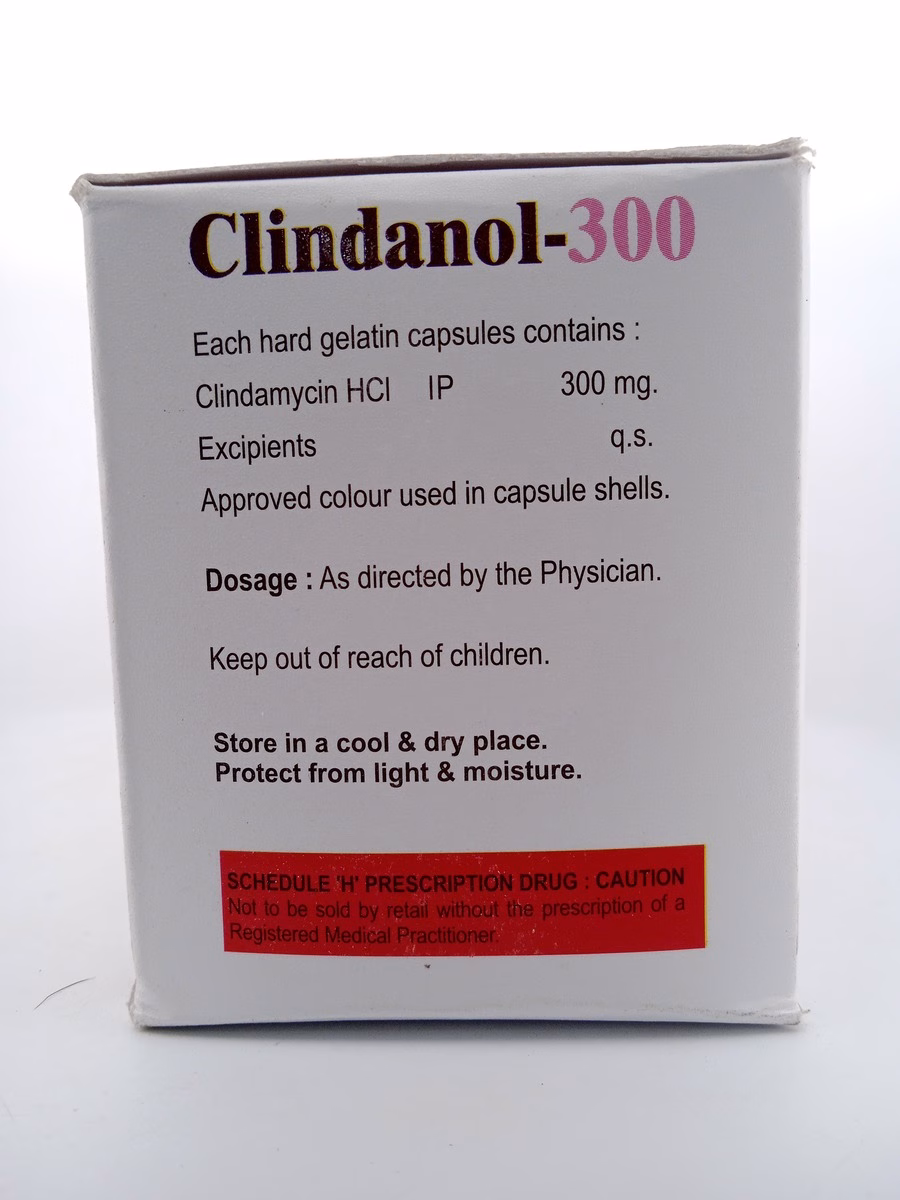 Clindanol-300
Each hard gelatin capsules contains :
Clindamycin HCl IP 300 mg.
Excipients q.s.
Approved colour used in capsule shells.
Dosage : As directed by the Physician.
Keep out of reach of children.
Store in a cool & dry place.
Protect from light & moisture.
SCHEDULE 'H' PRESCRIPTION DRUG : CAUTION
Not to be sold by retail without the prescription of a
Registered Medical Practitioner.